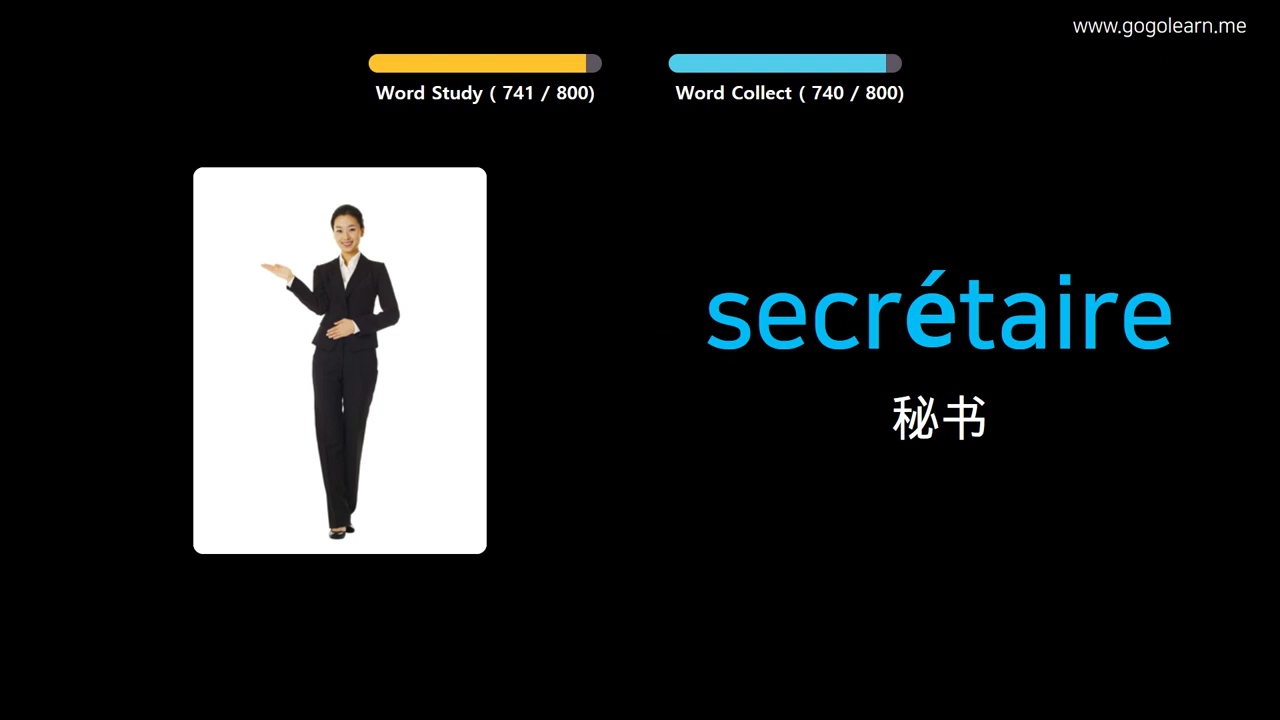 www.gogolearn.me
Word Study ( 741 / 800)
Word Collect ( 740 / 800)
secrétaire
秘书